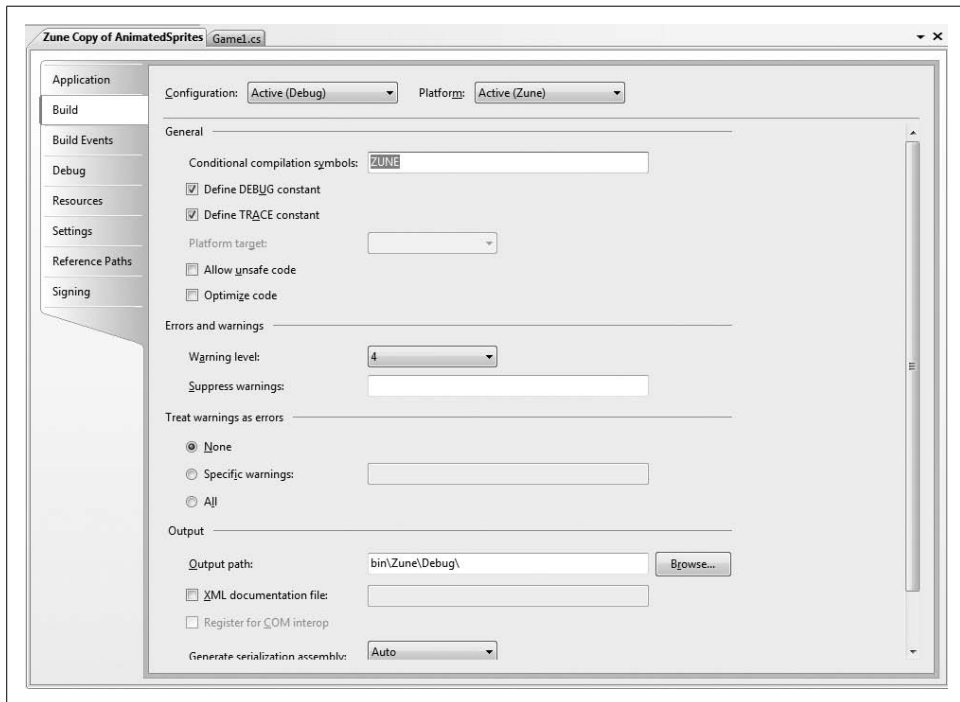 Zune Copy of AnimatedSprites Game1.cs
Application
Build
Build Events
Debug
Resources
Settings
Reference Paths
Signing
Configuration: Active (Debug) Platform: Active (Zune)
General
Conditional compilation symbols: ZUNE
Define DEBUG constant
Define TRACE constant
Platform target:
Allow unsafe code
Optimize code
Errors and warnings
Warning level: 4
Suppress warnings:
Treat warnings as errors
None
Specific warnings:
All
Output
Output path: bin\Zune\Debug\ Browse...
XML documentation file:
Register for COM interop
Generate serialization assembly: Auto